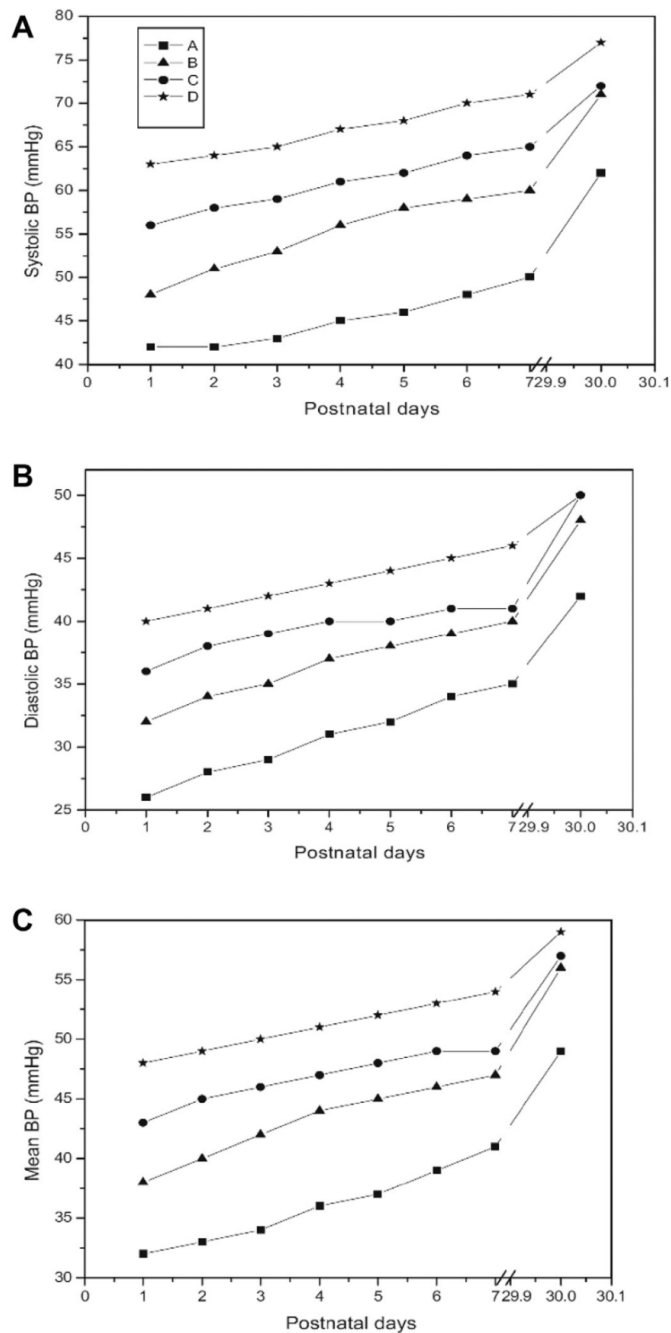 A
80
75
70
65
60
55
50
45
40
Systolic BP (mmHg)
A
B
C
D
0 1 2 3 4 5 6 7 29.9 30.0 30.1
Postnatal days
B
50
45
40
35
30
25
Diastolic BP (mmHg)
0 1 2 3 4 5 6 7 29.9 30.0 30.1
Postnatal days
C
60
55
50
45
40
35
30
Mean BP (mmHg)
0 1 2 3 4 5 6 7 29.9 30.0 30.1
Postnatal days